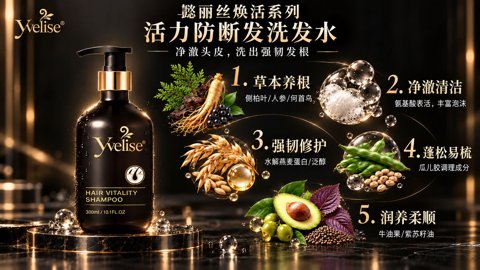 Yvelise®
懿丽丝焕活系列
活力防断发洗发水
净澈头皮，洗出强韧发根
1. 草本养根
侧柏叶/人参/何首乌
2. 净澈清洁
氨基酸表活，丰富泡沫
3. 强韧修护
水解燕麦蛋白/泛醇
4. 蓬松易梳
瓜儿胶调理成分
5. 润养柔顺
牛油果/紫苏籽油
Yvelise®
HAIR VITALITY
SHAMPOO
300ml / 10.1FL.OZ